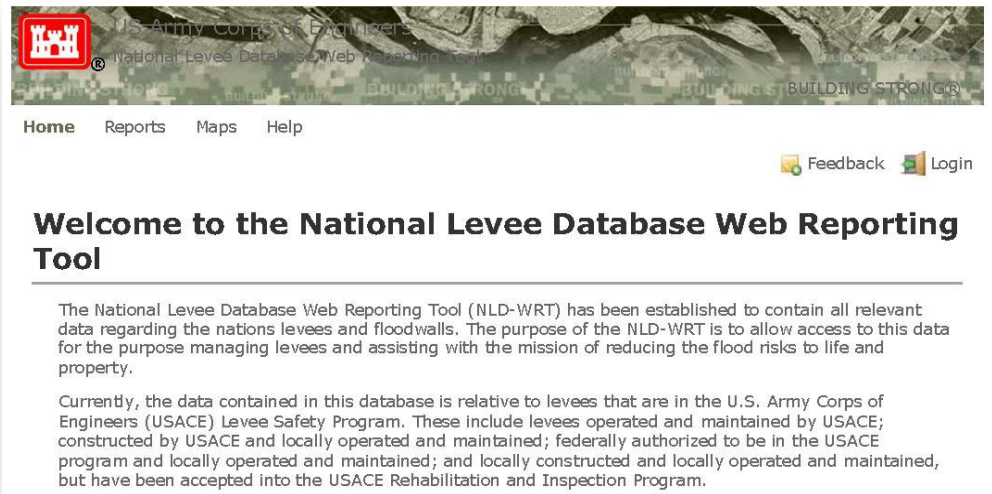 US Army Corps of Engineers
National Levee Database Web Reporting Tool
BUILDING STRONG®
Home Reports Maps Help
Feedback Login
Welcome to the National Levee Database Web Reporting
Tool
The National Levee Database Web Reporting Tool (NLD-WRT) has been established to contain all relevant
data regarding the nations levees and floodwalls. The purpose of the NLD-WRT is to allow access to this data
for the purpose managing levees and assisting with the mission of reducing the flood risks to life and
property.
Currently, the data contained in this database is relative to levees that are in the U.S. Army Corps of
Engineers (USACE) Levee Safety Program. These include levees operated and maintained by USACE;
constructed by USACE and locally operated and maintained; federally authorized to be in the USACE
program and locally operated and maintained; and locally constructed and locally operated and maintained,
but have been accepted into the USACE Rehabilitation and Inspection Program.